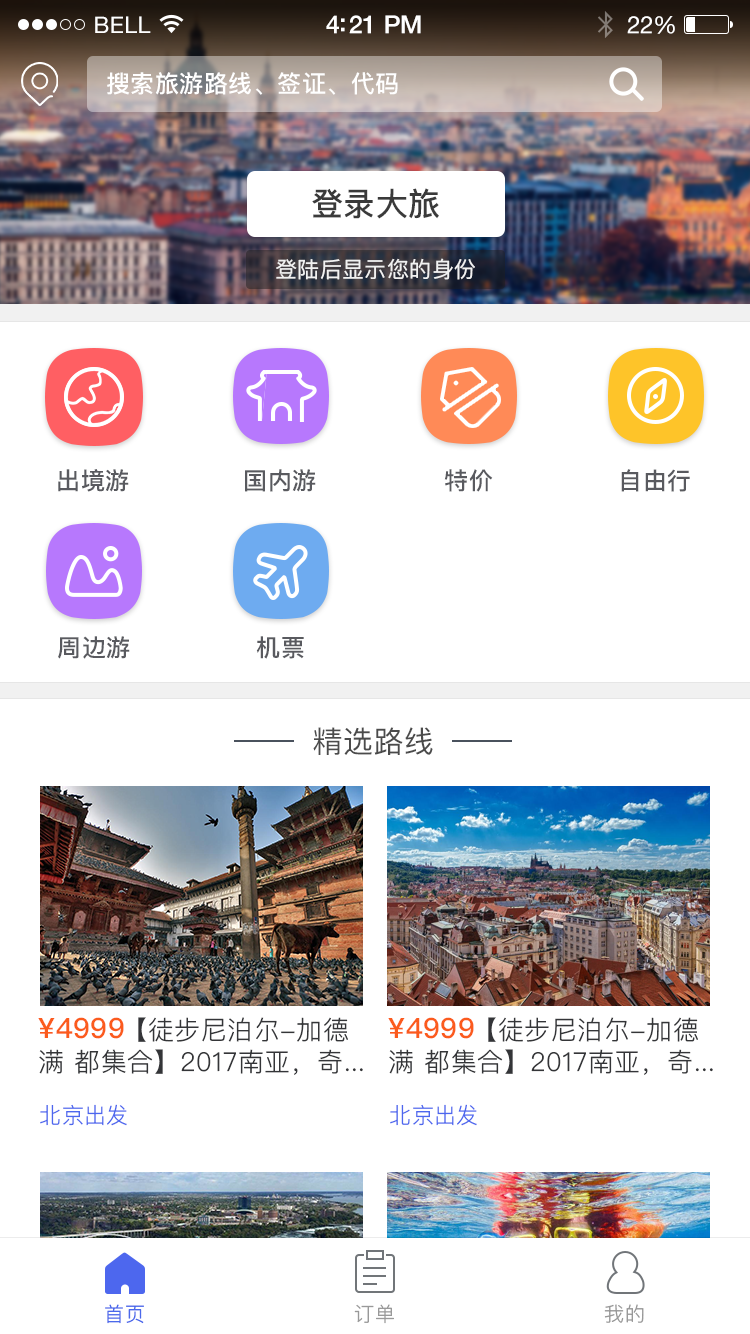 BELL 4:21 PM 22%
搜索旅游路线、签证、代码
登录大旅
登陆后显示您的身份
出境游 国内游 特价 自由行
周边游 机票
精选路线
¥4999【徒步尼泊尔-加德
满 都集合】2017南亚，奇...
北京出发
¥4999【徒步尼泊尔-加德
满 都集合】2017南亚，奇...
北京出发
首页 订单 我的